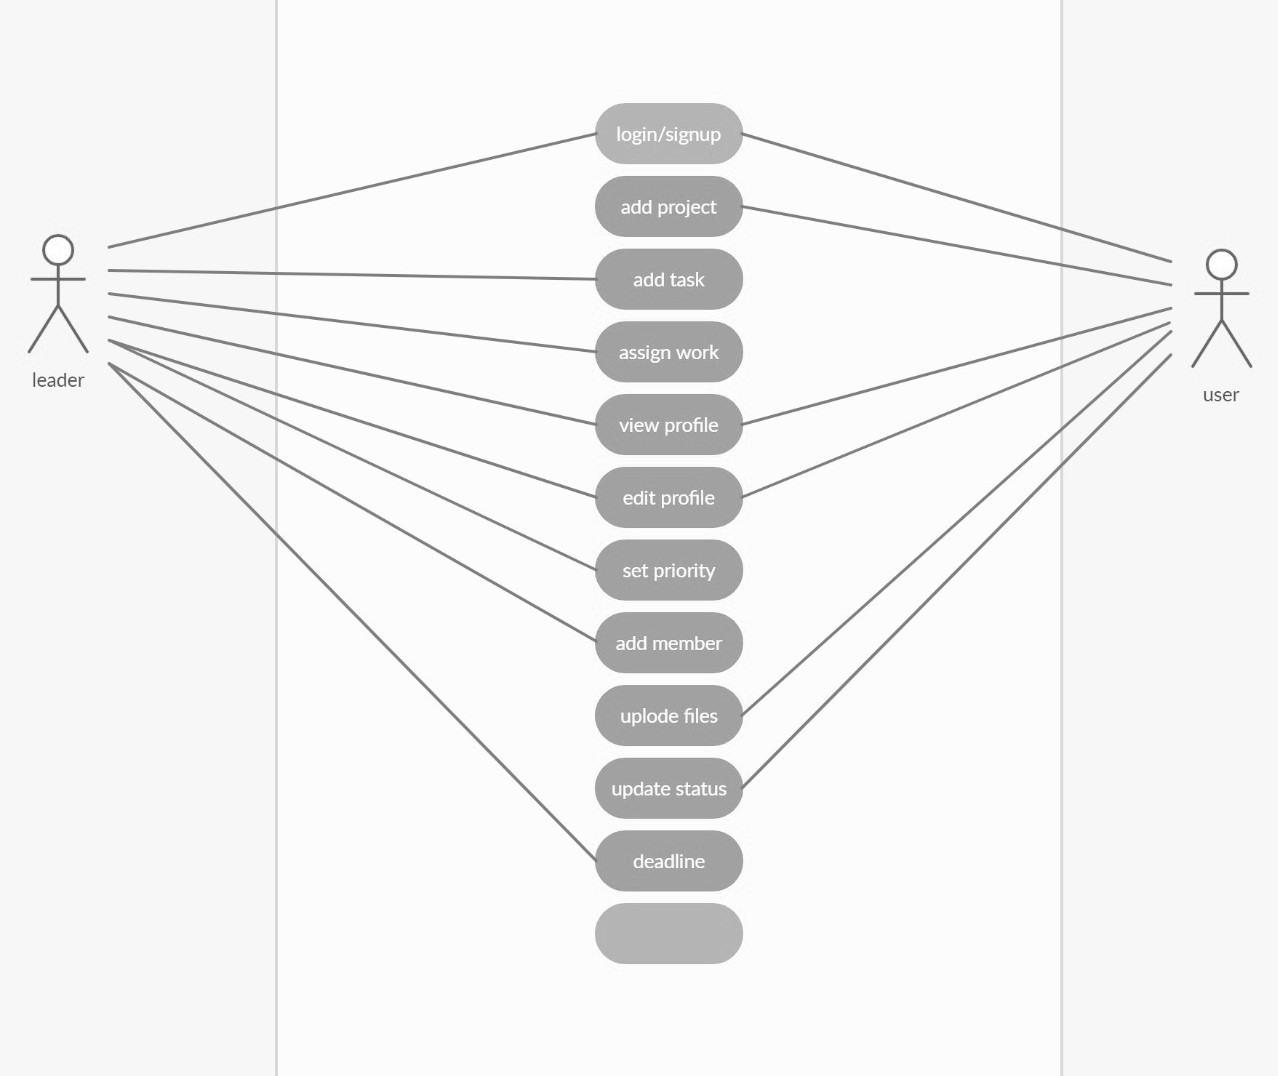 login/signup
add project
add task
assign work
view profile
edit profile
set priority
add member
uplode files
update status
deadline
leader
user